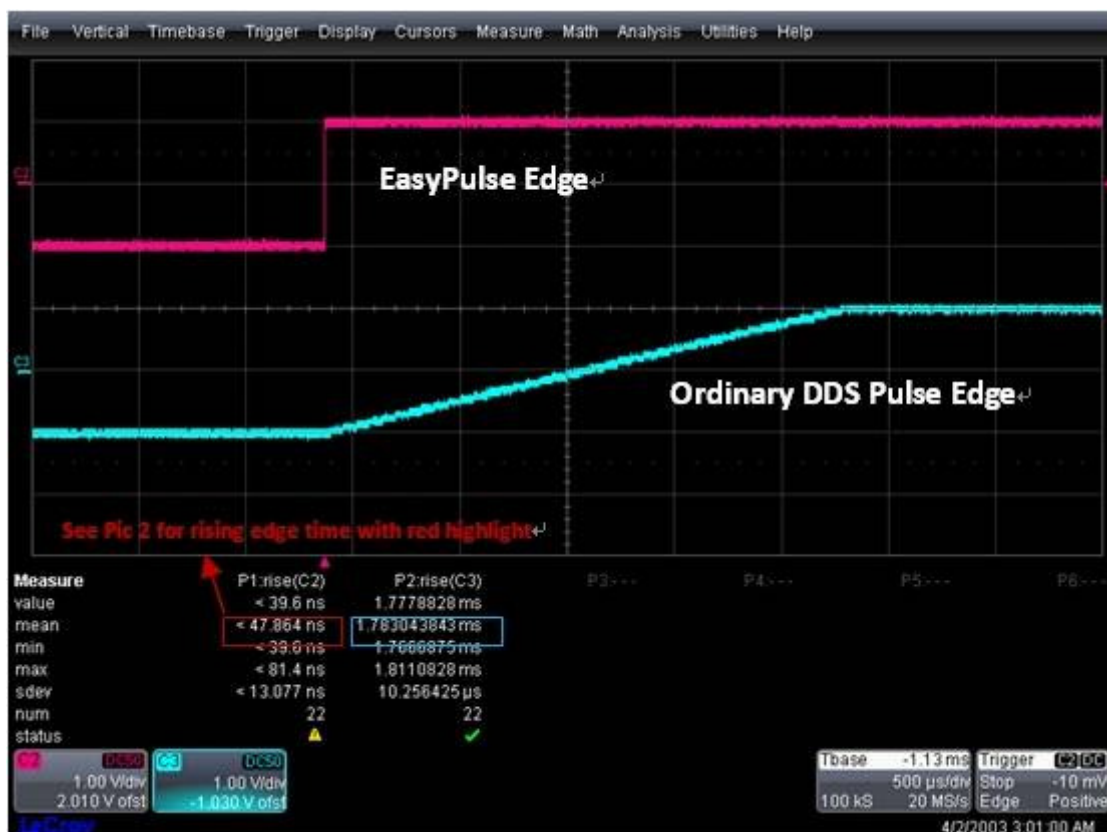 File Vertical Timebase Trigger Display Cursors Measure Math Analysis Utilities Help
C2
EasyPulse Edge↵
C3
Ordinary DDS Pulse Edge↵
See Pic 2 for rising edge time with red highlight↵
Measure P1:rise(C2) P2:rise(C3) P3:--- P4:--- P5:--- P6:---
value < 39.6 ns 1.7778828 ms
mean < 47.864 ns 1.783043843 ms
min < 39.6 ns 1.7666875 ms
max < 81.4 ns 1.8110828 ms
sdev < 13.077 ns 10.256425 µs
num 22 22
status
C2 DC50 C3 DC50 Tbase -1.13 ms Trigger C2 DC
1.00 V/div 1.00 V/div 500 µs/div Stop -10 mV
2.010 V ofst -1.030 V ofst 100 kS 20 MS/s Edge Positive
LeCroy 4/2/2003 3:01:00 AM